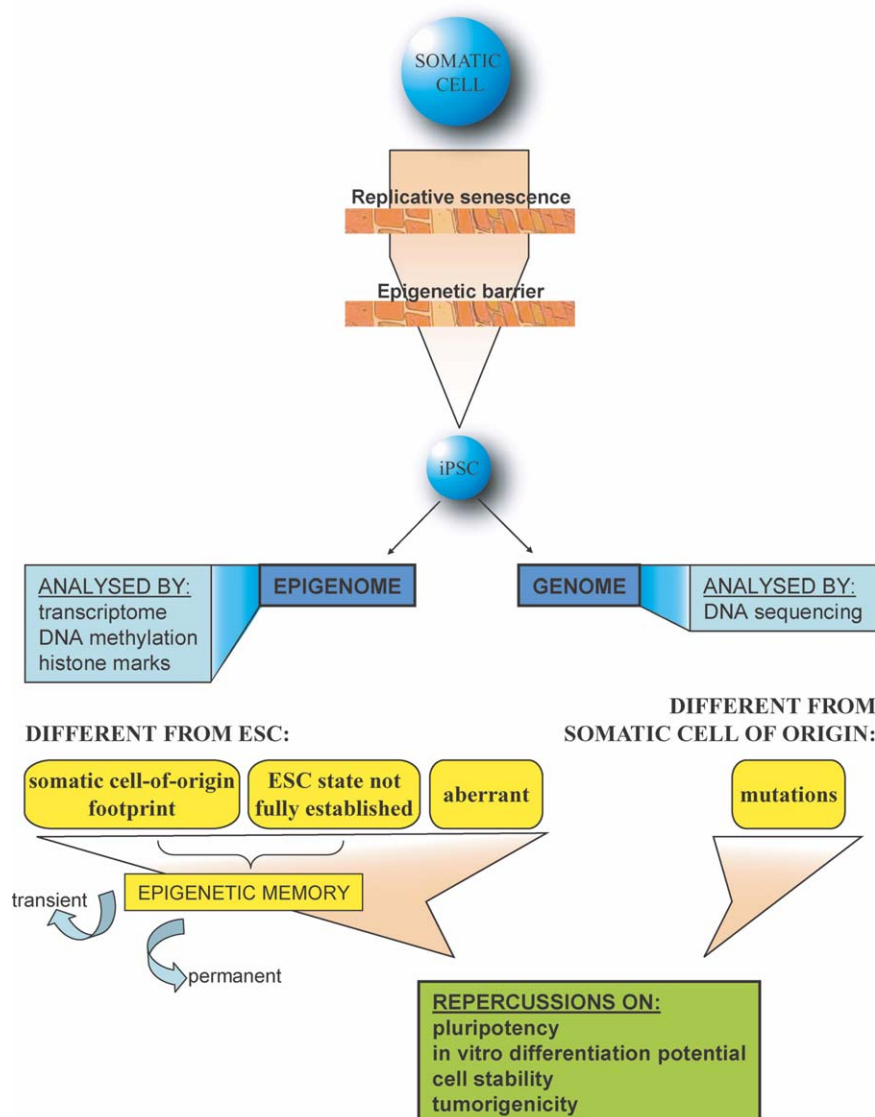 SOMATIC
CELL
Replicative senescence
Epigenetic barrier
iPSC
ANALYSED BY:
transcriptome
DNA methylation
histone marks
EPIGENOME
GENOME
ANALYSED BY:
DNA sequencing
DIFFERENT FROM ESC:
DIFFERENT FROM
SOMATIC CELL OF ORIGIN:
somatic cell-of-origin
footprint
ESC state not
fully established
aberrant
mutations
EPIGENETIC MEMORY
transient
permanent
REPERCUSSIONS ON:
pluripotency
in vitro differentiation potential
cell stability
tumorigenicity